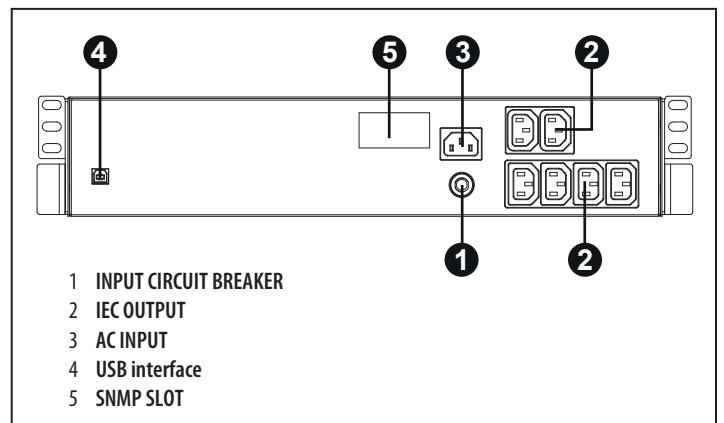 4 5 3 2
1 2
1 INPUT CIRCUIT BREAKER
2 IEC OUTPUT
3 AC INPUT
4 USB interface
5 SNMP SLOT